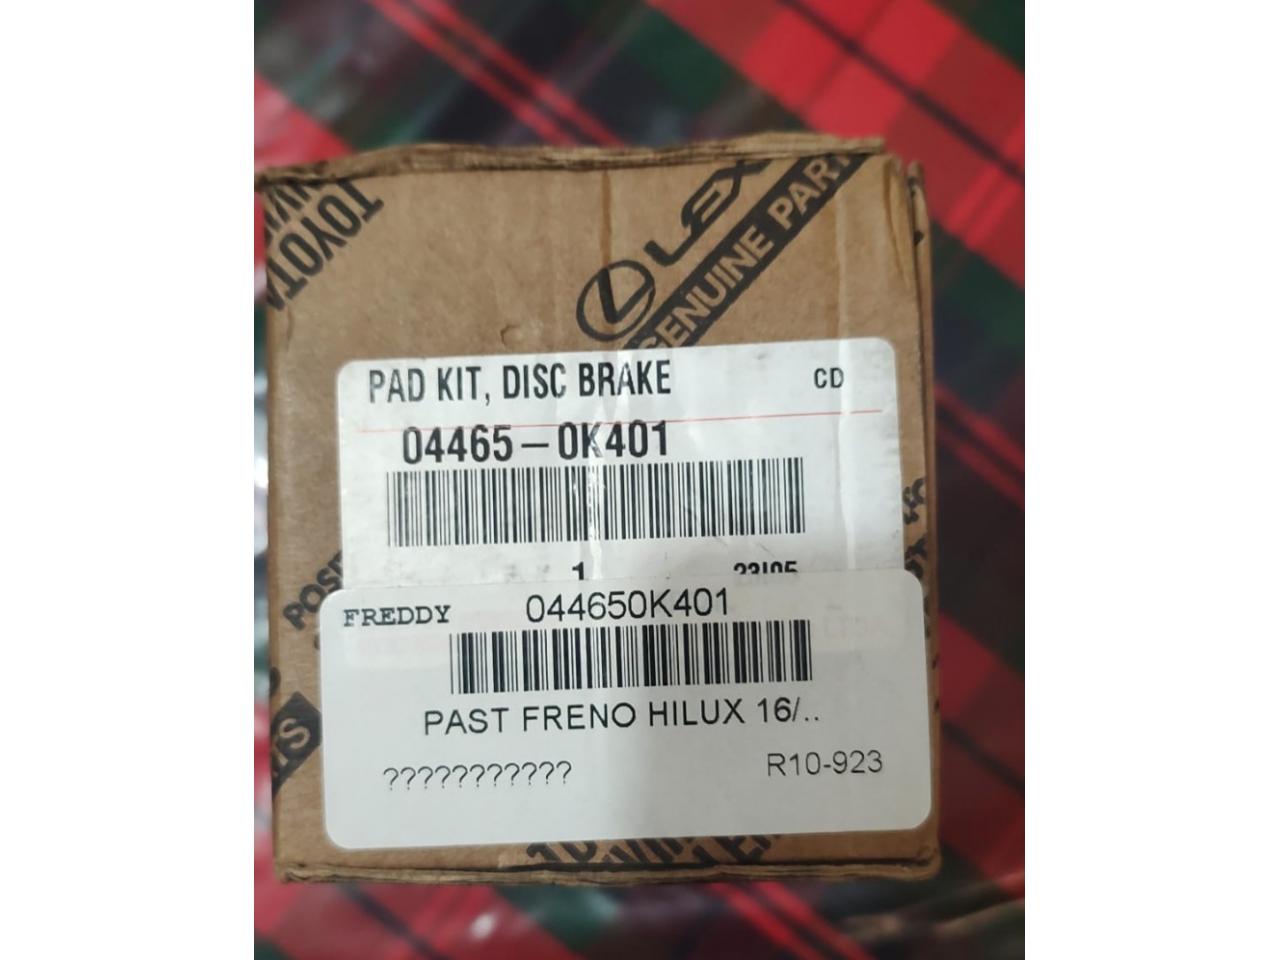 TOYOTA
LEX
GENUINE PART
PAD KIT, DISC BRAKE CD
04465-0K401
1
FREDDY 044650K401
PAST FRENO HILUX 16/..
??????????? R10-923